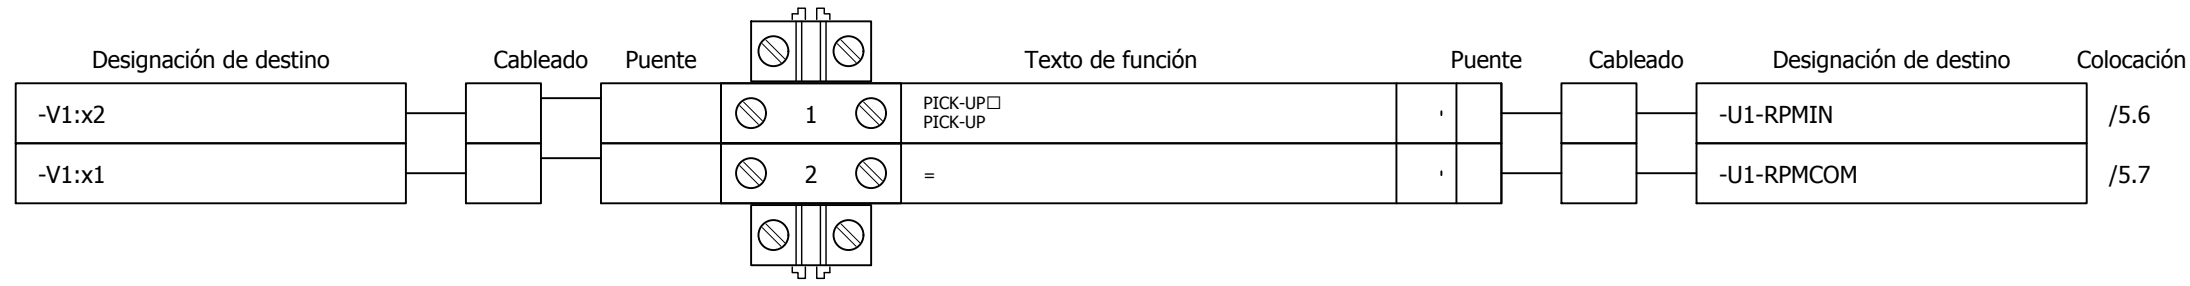 Designación de destino Cableado Puente Texto de función Puente Cableado Designación de destino Colocación
-V1:x2 1 PICK-UP□ ' -U1-RPMIN /5.6
PICK-UP
-V1:x1 2 = ' -U1-RPMCOM /5.7